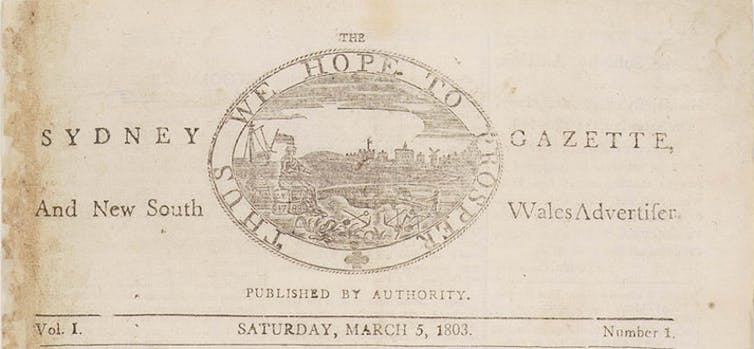 THE
SYDNEY GAZETTE,
THUS WE HOPE TO PROSPER
And New South Wales Advertiſer.
PUBLISHED BY AUTHORITY.
Vol. I. SATURDAY, MARCH 5, 1803. Number 1.